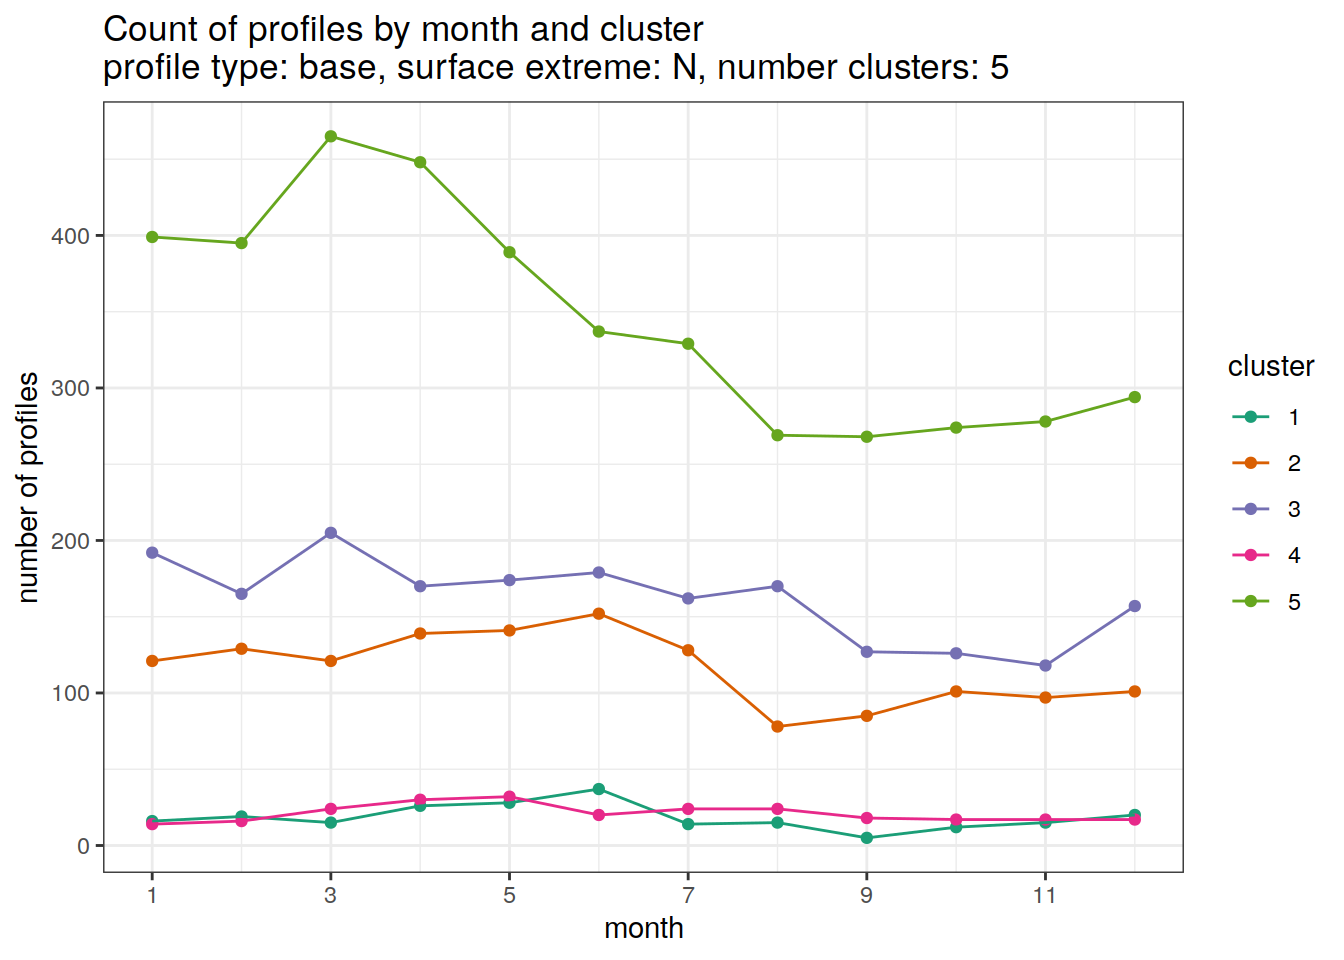 Count of profiles by month and cluster
profile type: base, surface extreme: N, number clusters: 5
400
300
200
100
0
number of profiles
1 3 5 7 9 11
month
cluster
1
2
3
4
5